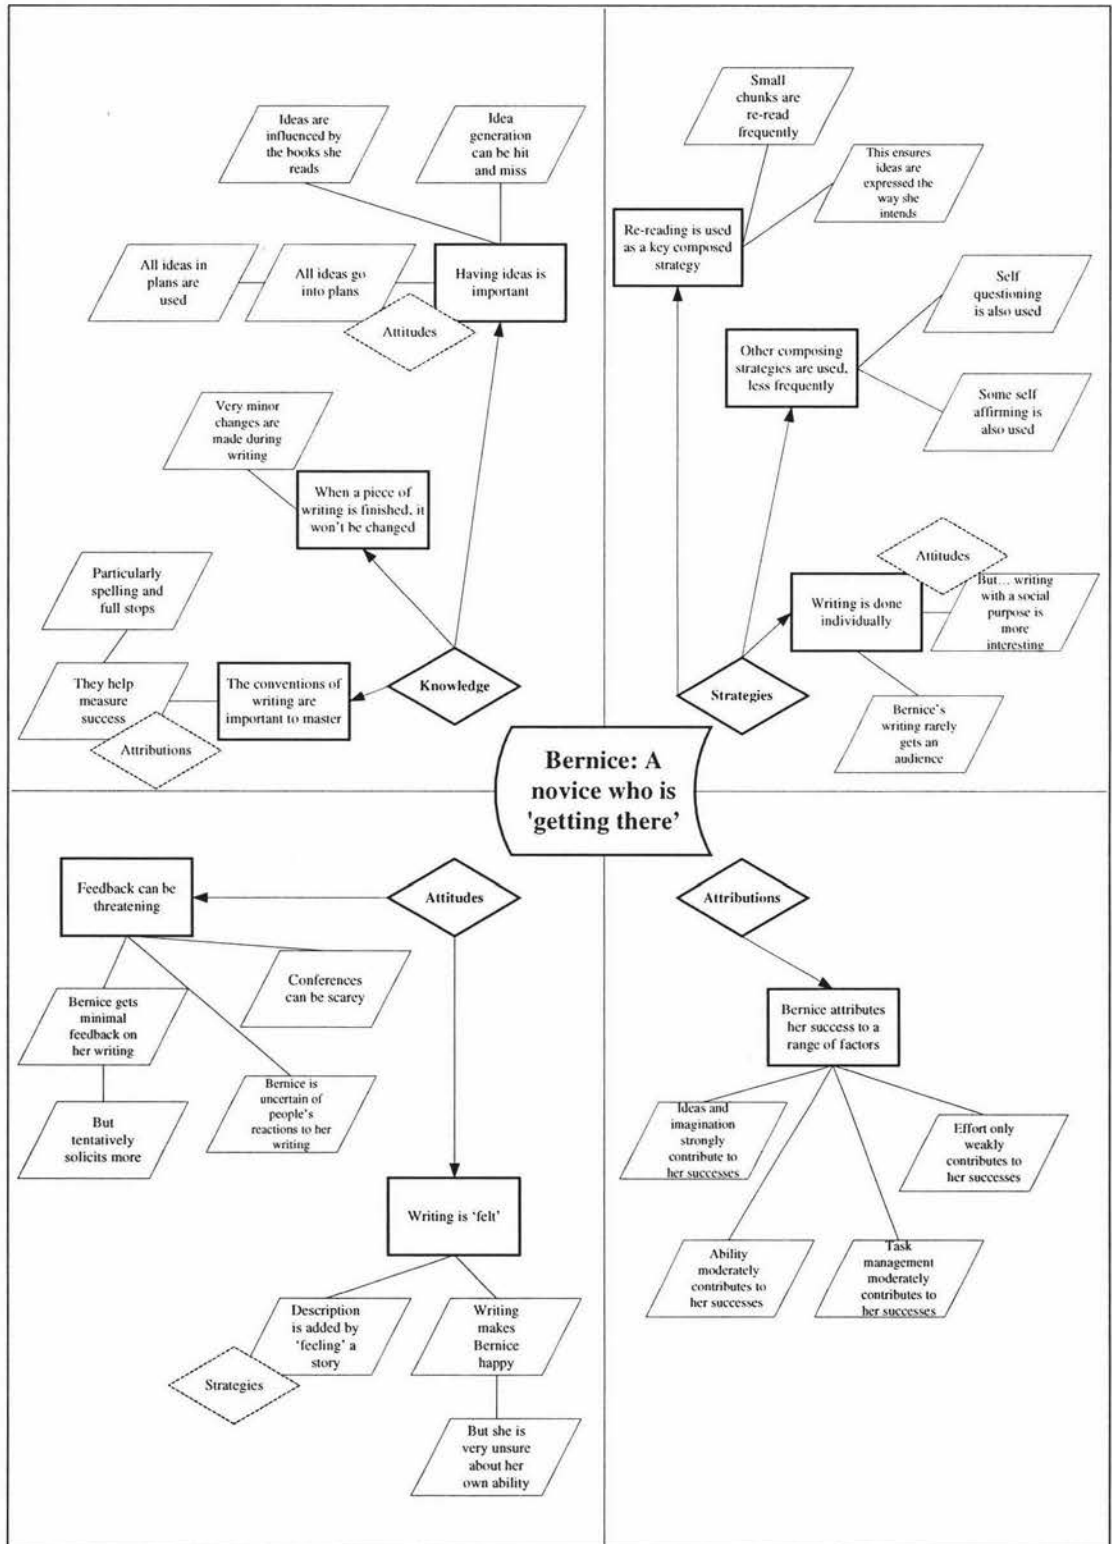 Ideas are
influenced by
the books she
reads
Idea
generation
can be hit
and miss
All ideas in
plans are
used
All ideas go
into plans
Having ideas is
important
Attitudes
Very minor
changes are
made during
writing
When a piece of
writing is finished, it
won't be changed
Particularly
spelling and
full stops
They help
measure
success
The conventions of
writing are
important to master
Knowledge
Attributions
Small
chunks are
re-read
frequently
This ensures
ideas are
expressed the
way she
intends
Re-reading is used
as a key composed
strategy
Self
questioning
is also used
Other composing
strategies are used,
less frequently
Some self
affirming is
also used
Attitudes
Writing is done
individually
But... writing
with a social
purpose is
more
interesting
Strategies
Bernice's
writing rarely
gets an
audience
Bernice: A
novice who is
'getting there’
Feedback can be
threatening
Attitudes
Conferences
can be scarey
Bernice gets
minimal
feedback on
her writing
Bernice is
uncertain of
people's
reactions to her
writing
But
tentatively
solicits more
Writing is ‘felt’
Description
is added by
‘feeling’ a
story
Strategies
Writing
makes
Bernice
happy
But she is
very unsure
about her
own ability
Attributions
Bernice attributes
her success to a
range of factors
Ideas and
imagination
strongly
contribute to
her successes
Effort only
weakly
contributes to
her successes
Ability
moderately
contributes to
her successes
Task
management
moderately
contributes to
her successes